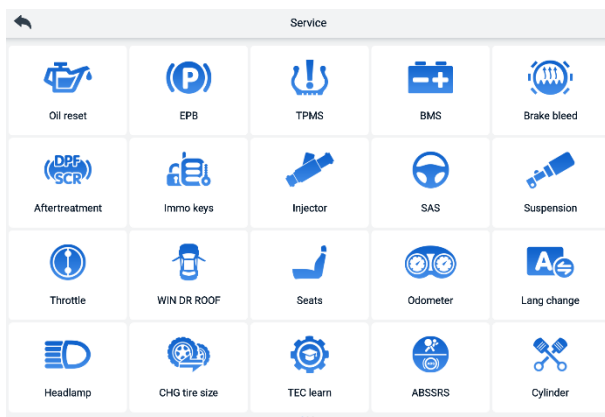 Service
Oil reset
EPB
TPMS
BMS
Brake bleed
Aftertreatment
Immo keys
Injector
SAS
Suspension
Throttle
WIN DR ROOF
Seats
Odometer
Lang change
Headlamp
CHG tire size
TEC learn
ABSSRS
Cylinder
P
DPF
SCR
A